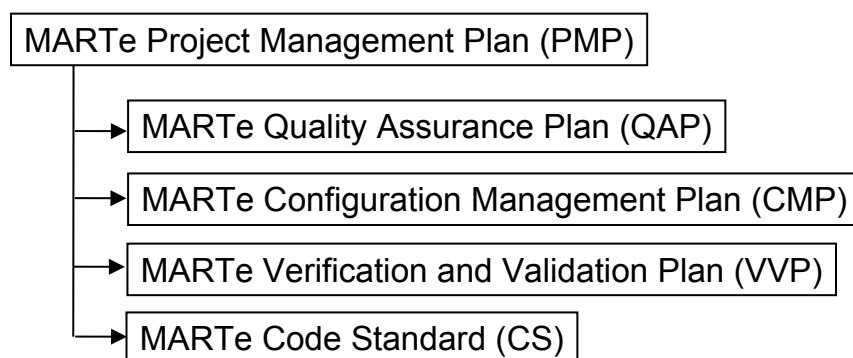 MARTe Project Management Plan (PMP)
MARTe Quality Assurance Plan (QAP)
MARTe Configuration Management Plan (CMP)
MARTe Verification and Validation Plan (VVP)
MARTe Code Standard (CS)